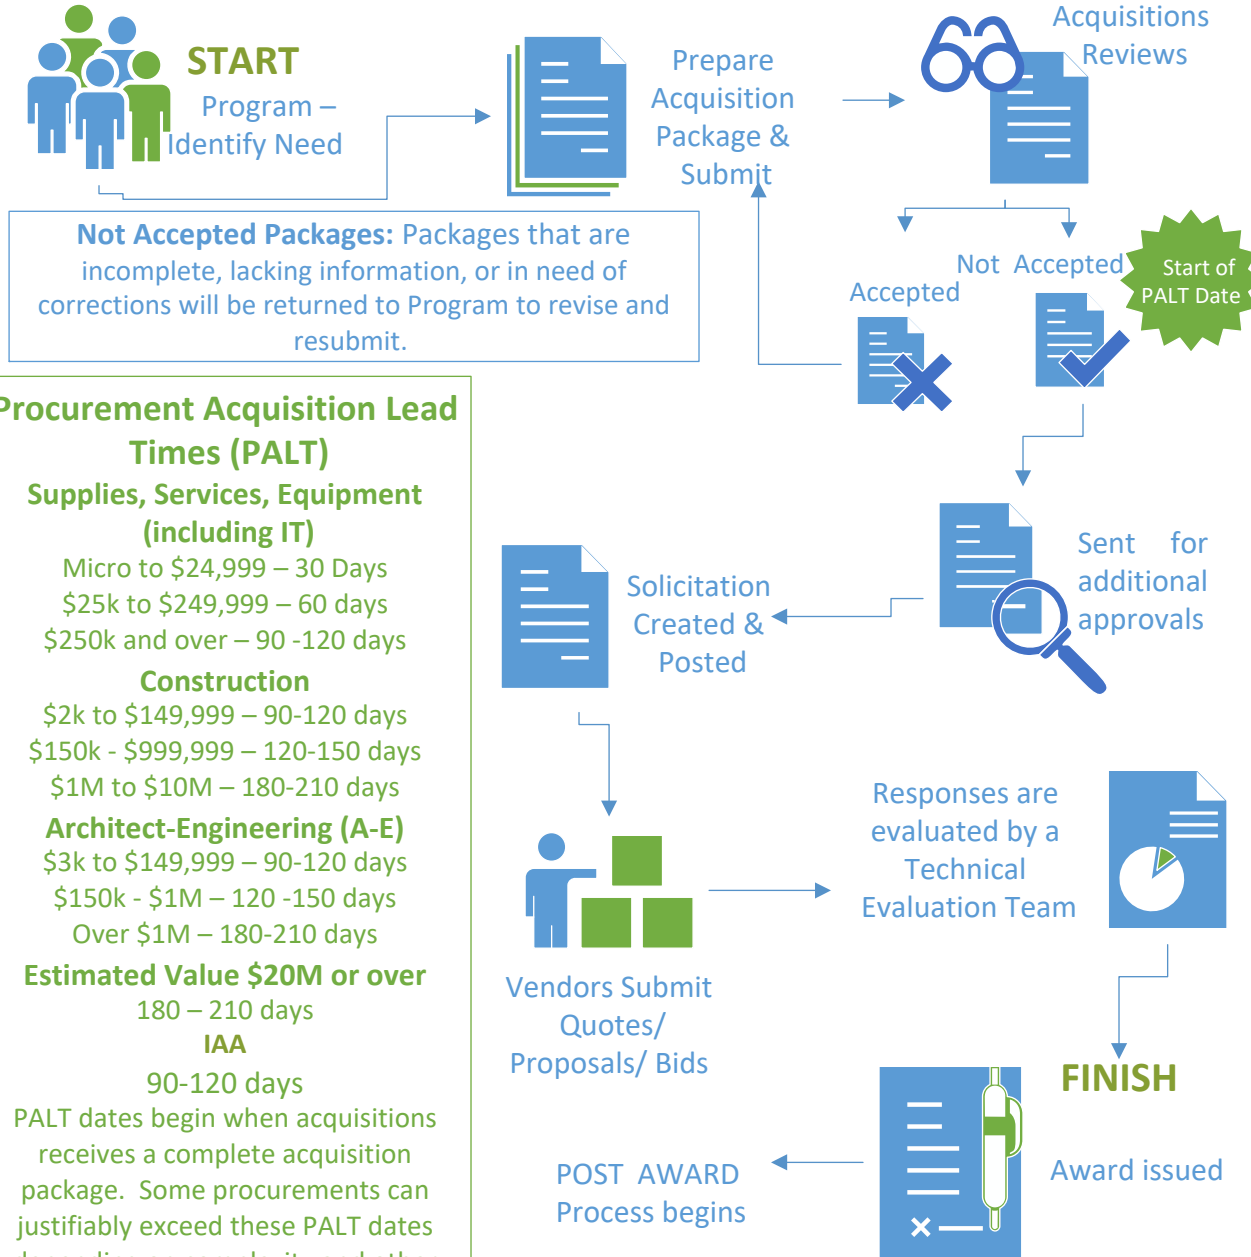 START
Program –
Identify Need
Prepare
Acquisition
Package &
Submit
Acquisitions
Reviews
Not Accepted Packages: Packages that are
incomplete, lacking information, or in need of
corrections will be returned to Program to revise and
resubmit.
Accepted
Not Accepted
Start of
PALT Date
Procurement Acquisition Lead
Times (PALT)
Supplies, Services, Equipment
(including IT)
Micro to $24,999 – 30 Days
$25k to $249,999 – 60 days
$250k and over – 90 -120 days
Construction
$2k to $149,999 – 90-120 days
$150k - $999,999 – 120-150 days
$1M to $10M – 180-210 days
Architect-Engineering (A-E)
$3k to $149,999 – 90-120 days
$150k - $1M – 120 -150 days
Over $1M – 180-210 days
Estimated Value $20M or over
180 – 210 days
IAA
90-120 days
PALT dates begin when acquisitions
receives a complete acquisition
package. Some procurements can
justifiably exceed these PALT dates
depending on complexity and other
Sent for
additional
approvals
Solicitation
Created &
Posted
Vendors Submit
Quotes/
Proposals/ Bids
Responses are
evaluated by a
Technical
Evaluation Team
FINISH
Award issued
POST AWARD
Process begins